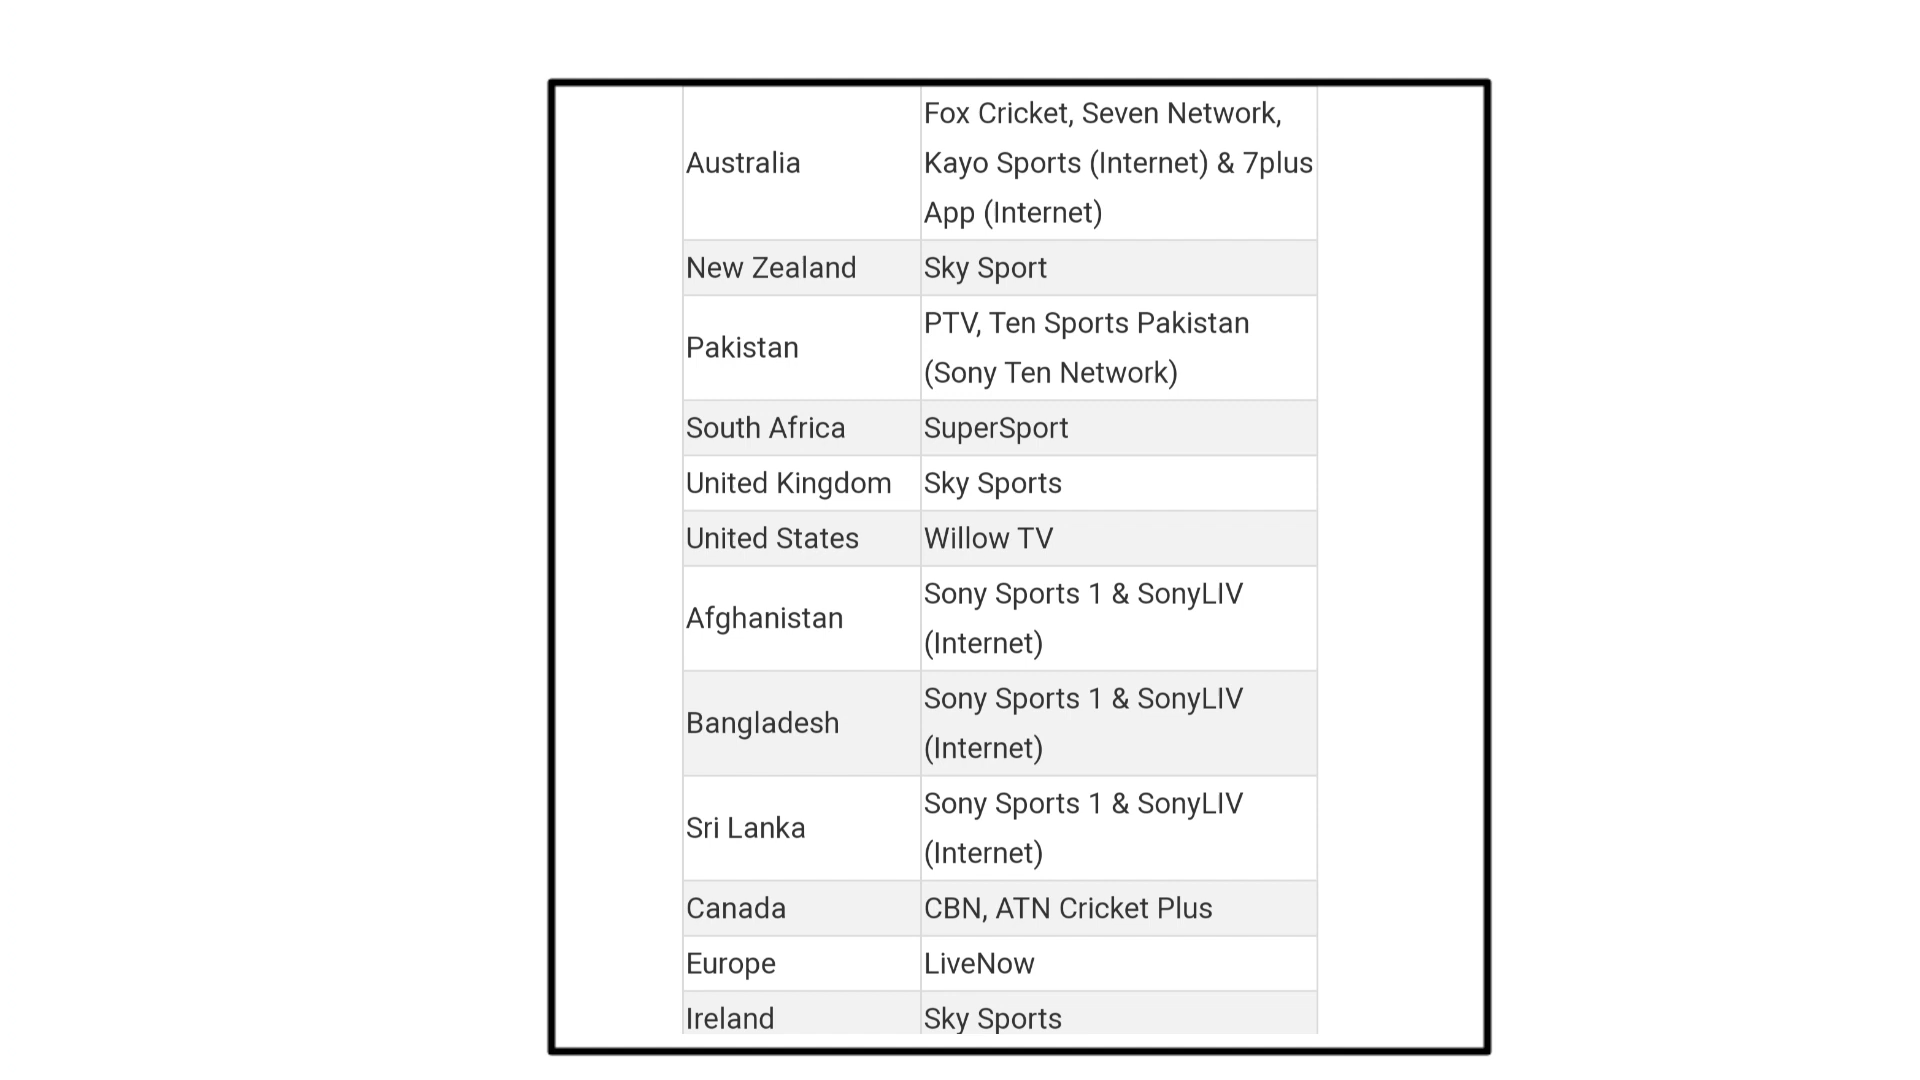 Australia
Fox Cricket, Seven Network,
Kayo Sports (Internet) & 7plus
App (Internet)
New Zealand
Sky Sport
Pakistan
PTV, Ten Sports Pakistan
(Sony Ten Network)
South Africa
SuperSport
United Kingdom
Sky Sports
United States
Willow TV
Afghanistan
Sony Sports 1 & SonyLIV
(Internet)
Bangladesh
Sony Sports 1 & SonyLIV
(Internet)
Sri Lanka
Sony Sports 1 & SonyLIV
(Internet)
Canada
CBN, ATN Cricket Plus
Europe
LiveNow
Ireland
Sky Sports